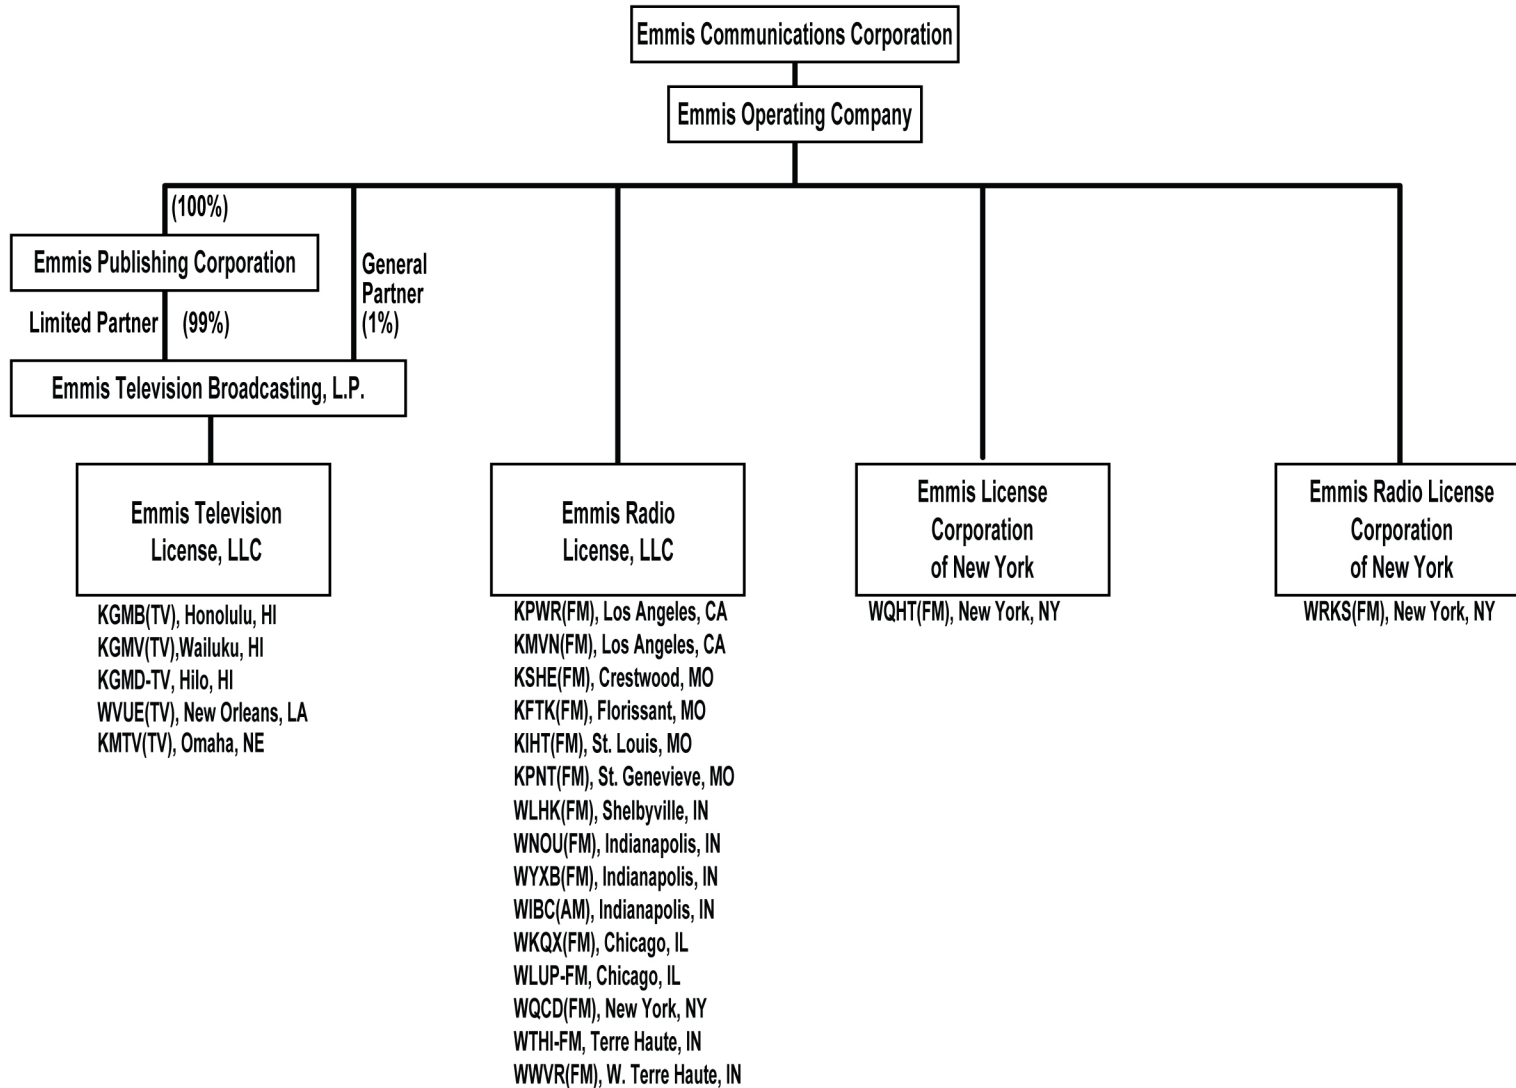 Emmis Communications Corporation
Emmis Operating Company
(100%)
Emmis Publishing Corporation
General
Partner
(1%)
Limited Partner (99%)
Emmis Television Broadcasting, L.P.
Emmis Television
License, LLC
KGMB(TV), Honolulu, HI
KGMV(TV),Wailuku, HI
KGMD-TV, Hilo, HI
WVUE(TV), New Orleans, LA
KMTV(TV), Omaha, NE
Emmis Radio
License, LLC
KPWR(FM), Los Angeles, CA
KMVN(FM), Los Angeles, CA
KSHE(FM), Crestwood, MO
KFTK(FM), Florissant, MO
KIHT(FM), St. Louis, MO
KPNT(FM), St. Genevieve, MO
WLHK(FM), Shelbyville, IN
WNOU(FM), Indianapolis, IN
WYXB(FM), Indianapolis, IN
WIBC(AM), Indianapolis, IN
WKQX(FM), Chicago, IL
WLUP-FM, Chicago, IL
WQCD(FM), New York, NY
WTHI-FM, Terre Haute, IN
WWVR(FM), W. Terre Haute, IN
Emmis License
Corporation
of New York
WQHT(FM), New York, NY
Emmis Radio License
Corporation
of New York
WRKS(FM), New York, NY